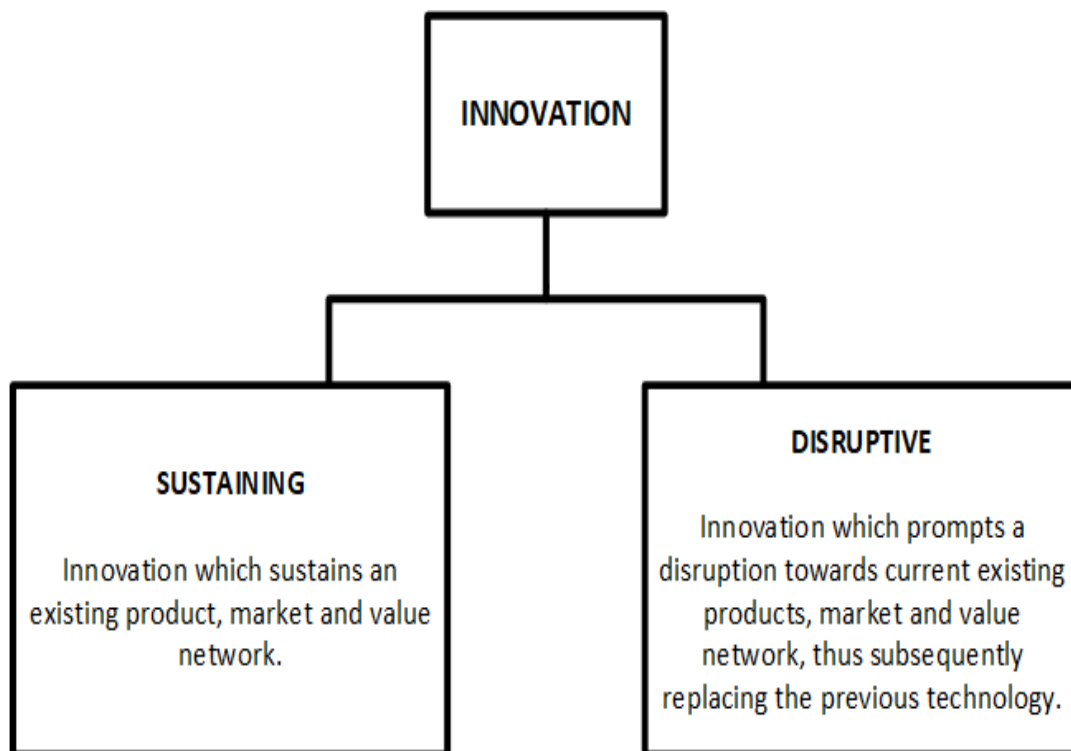 INNOVATION
SUSTAINING
Innovation which sustains an
existing product, market and value
network.
DISRUPTIVE
Innovation which prompts a
disruption towards current existing
products, market and value
network, thus subsequently
replacing the previous technology.